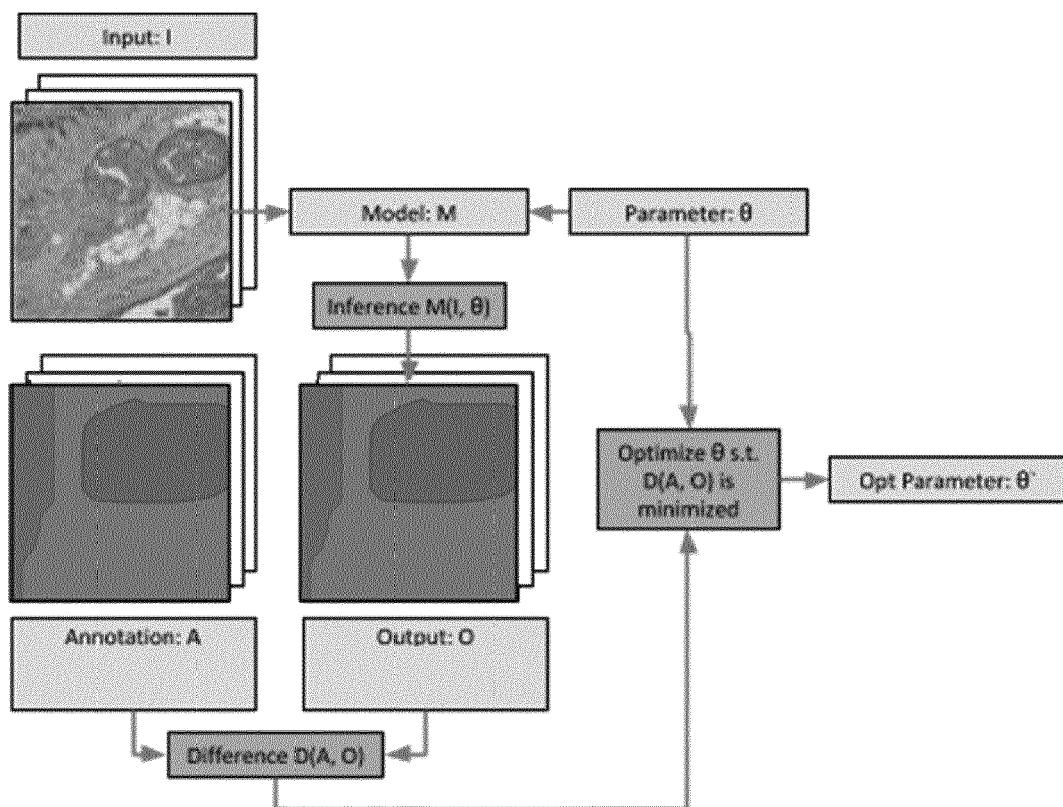 Input: I
Model: M
Parameter: θ
Inference M(I, θ)
Optimize θ s.t.
D(A, O) is
minimized
Opt Parameter: θ`
Annotation: A
Output: O
Difference D(A, O)